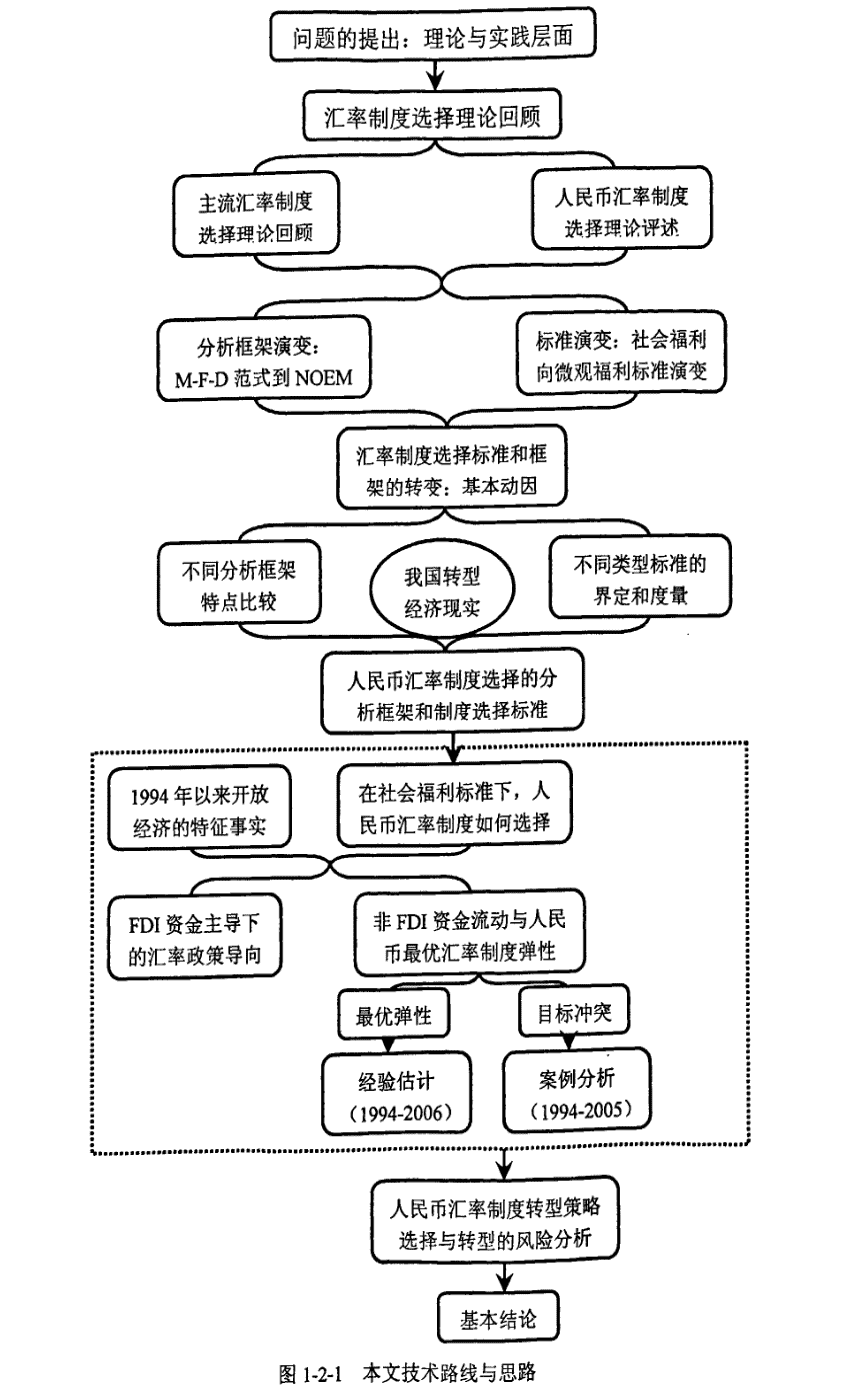 问题的提出：理论与实践层面
汇率制度选择理论回顾
主流汇率制度
选择理论回顾
人民币汇率制度
选择理论评述
分析框架演变：
M-F-D 范式到 NOEM
标准演变：社会福利
向微观福利标准演变
汇率制度选择标准和框
架的转变：基本动因
不同分析框架
特点比较
我国转型
经济现实
不同类型标准的
界定和度量
人民币汇率制度选择的分
析框架和制度选择标准
1994 年以来开放
经济的特征事实
在社会福利标准下，人
民币汇率制度如何选择
FDI 资金主导下
的汇率政策导向
非 FDI 资金流动与人民
币最优汇率制度弹性
最优弹性
目标冲突
经验估计
（1994-2006）
案例分析
（1994-2005）
人民币汇率制度转型策略
选择与转型的风险分析
基本结论
图 1-2-1 本文技术路线与思路